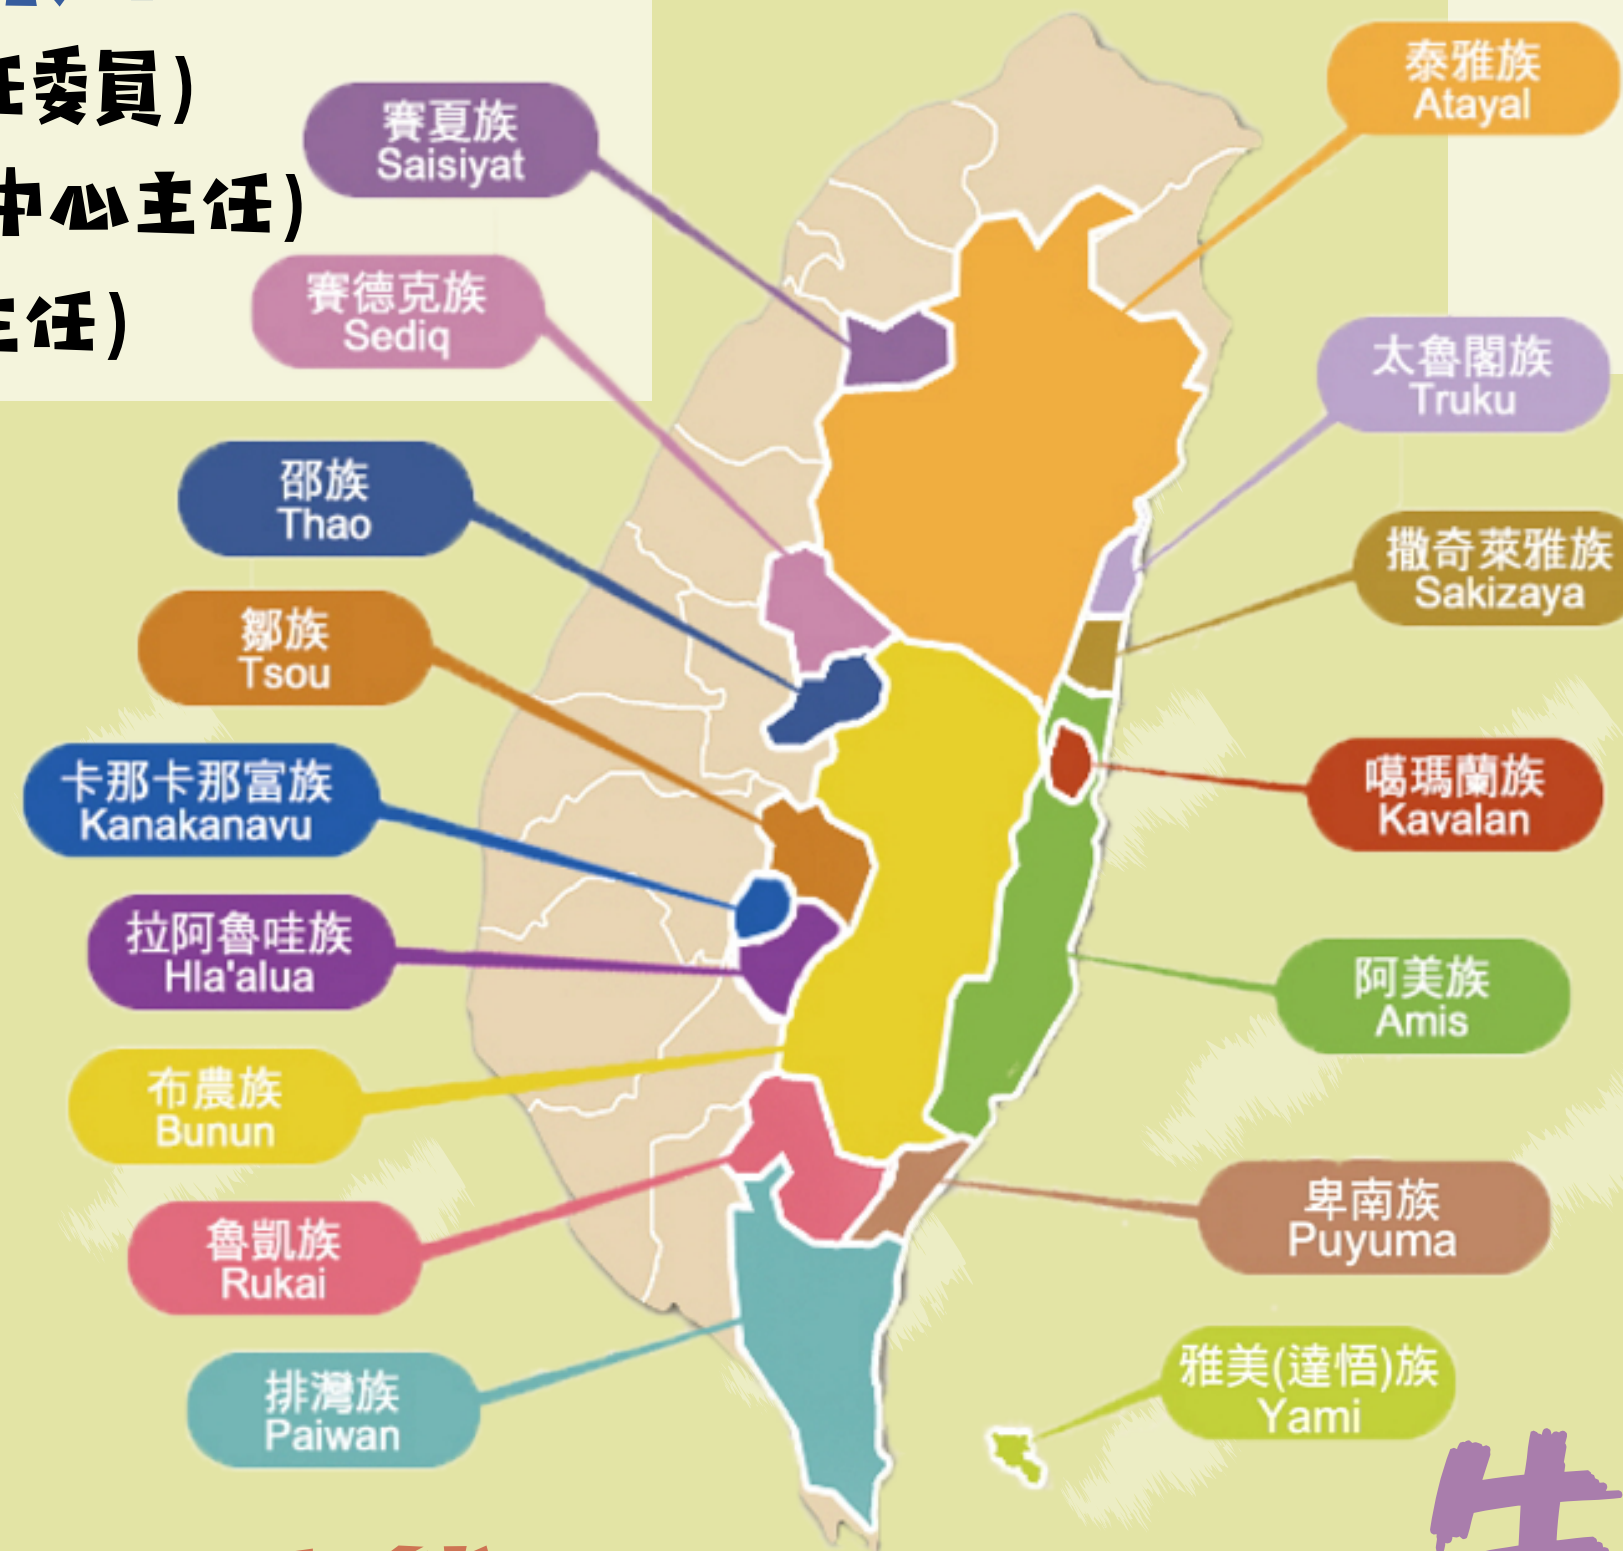 任委員)
中心主任)
主任)
賽夏族
Saisiyat
賽德克族
Sediq
邵族
Thao
鄒族
Tsou
卡那卡那富族
Kanakanavu
拉阿魯哇族
Hla'alua
布農族
Bunun
魯凱族
Rukai
排灣族
Paiwan
泰雅族
Atayal
太魯閣族
Truku
撒奇萊雅族
Sakizaya
噶瑪蘭族
Kavalan
阿美族
Amis
卑南族
Puyuma
雅美(達悟)族
Yami